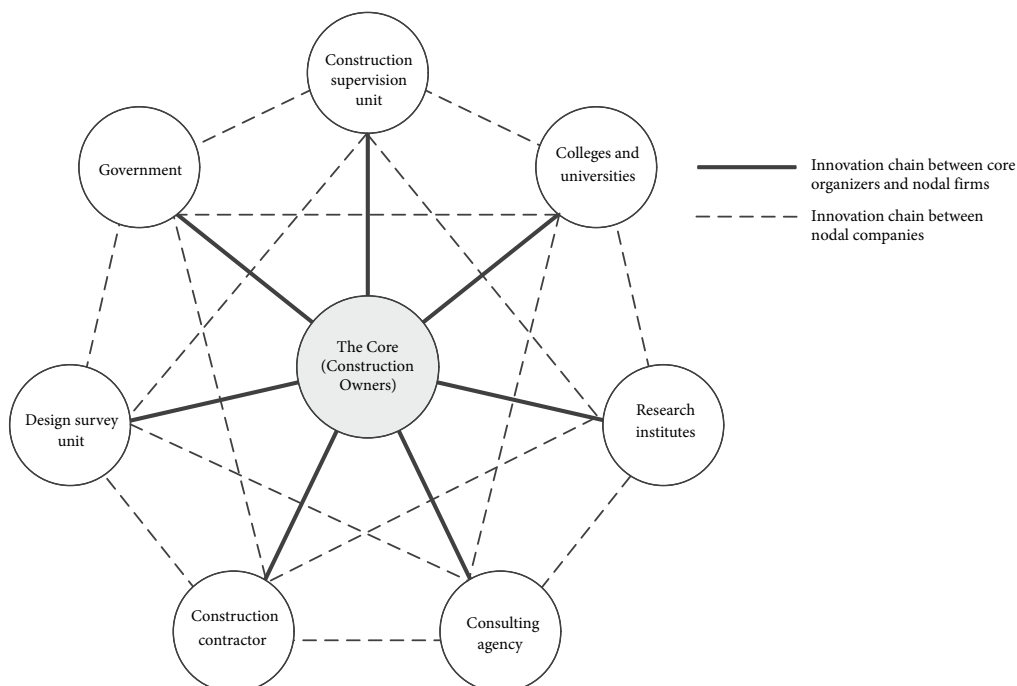 Construction
supervision
unit
Government
Colleges and
universities
Innovation chain between core
organizers and nodal firms
Innovation chain between
nodal companies
The Core
(Construction
Owners)
Design survey
unit
Research
institutes
Construction
contractor
Consulting
agency